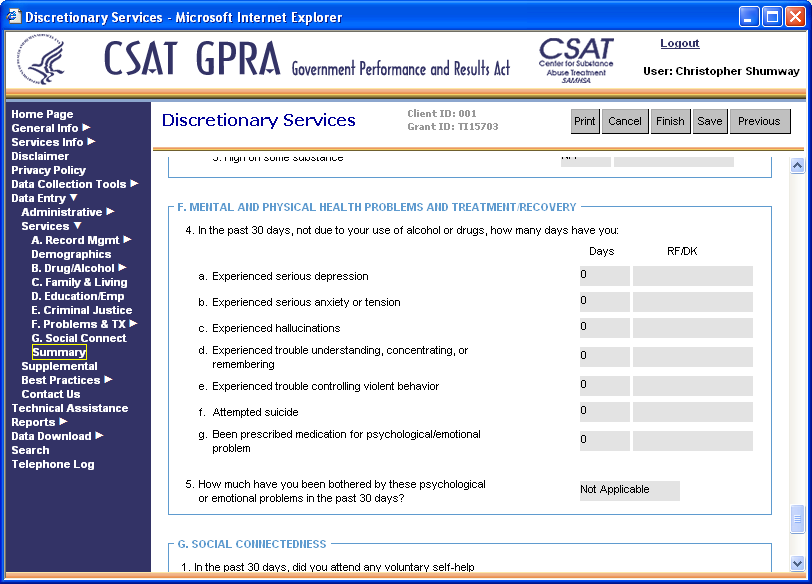 Discretionary Services - Microsoft Internet Explorer
CSAT GPRA Government Performance and Results Act
CSAT
Center for Substance
Abuse Treatment
SAMHSA
Logout
User: Christopher Shumway
Home Page
General Info
Services Info
Disclaimer
Privacy Policy
Data Collection Tools
Data Entry
Administrative
Services
A. Record Mgmt
Demographics
B. Drug/Alcohol
C. Family & Living
D. Education/Emp
E. Criminal Justice
F. Problems & TX
G. Social Connect
Summary
Supplemental
Best Practices
Contact Us
Technical Assistance
Reports
Data Download
Search
Telephone Log
Discretionary Services
Client ID: 001
Grant ID: TI15703
Print Cancel Finish Save Previous
5. High on some substance
F. MENTAL AND PHYSICAL HEALTH PROBLEMS AND TREATMENT/RECOVERY
4. In the past 30 days, not due to your use of alcohol or drugs, how many days have you:
Days RF/DK
a. Experienced serious depression 0
b. Experienced serious anxiety or tension 0
c. Experienced hallucinations 0
d. Experienced trouble understanding, concentrating, or
remembering 0
e. Experienced trouble controlling violent behavior 0
f. Attempted suicide 0
g. Been prescribed medication for psychological/emotional
problem 0
5. How much have you been bothered by these psychological
or emotional problems in the past 30 days? Not Applicable
G. SOCIAL CONNECTEDNESS
1. In the past 30 days, did you attend any voluntary self-help